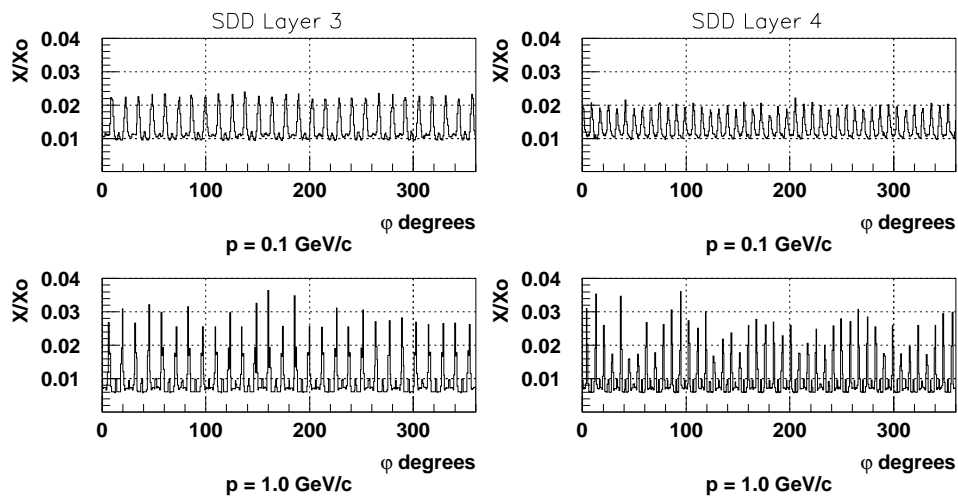 SDD Layer 3
X/Xo
0.04
0.03
0.02
0.01
0 100 200 300
φ degrees
p = 0.1 GeV/c
SDD Layer 4
X/Xo
0.04
0.03
0.02
0.01
0 100 200 300
φ degrees
p = 0.1 GeV/c
X/Xo
0.04
0.03
0.02
0.01
0 100 200 300
φ degrees
p = 1.0 GeV/c
X/Xo
0.04
0.03
0.02
0.01
0 100 200 300
φ degrees
p = 1.0 GeV/c